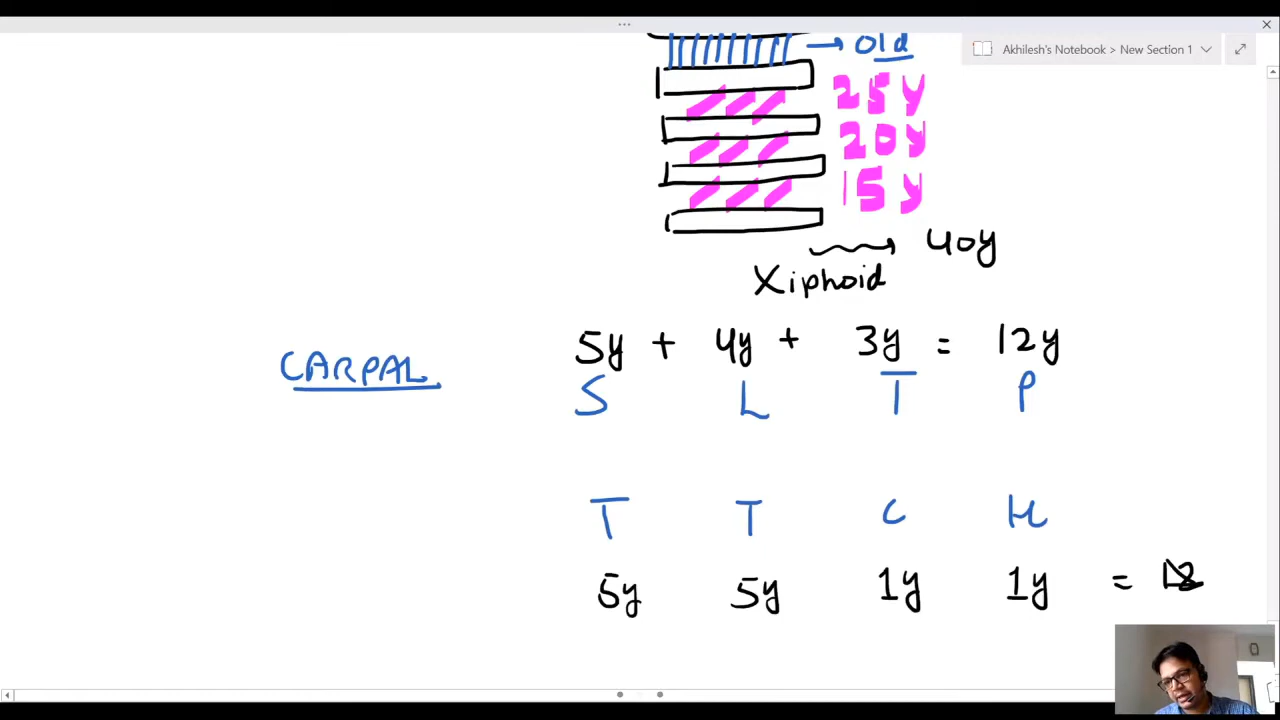 Akhilesh's Notebook > New Section 1
→ old
25y
20y
15y
→ 40y
Xiphoid
5y + 4y + 3y = 12y
CARPAL
S L T P
T T C H
5y 5y 1y 1y =